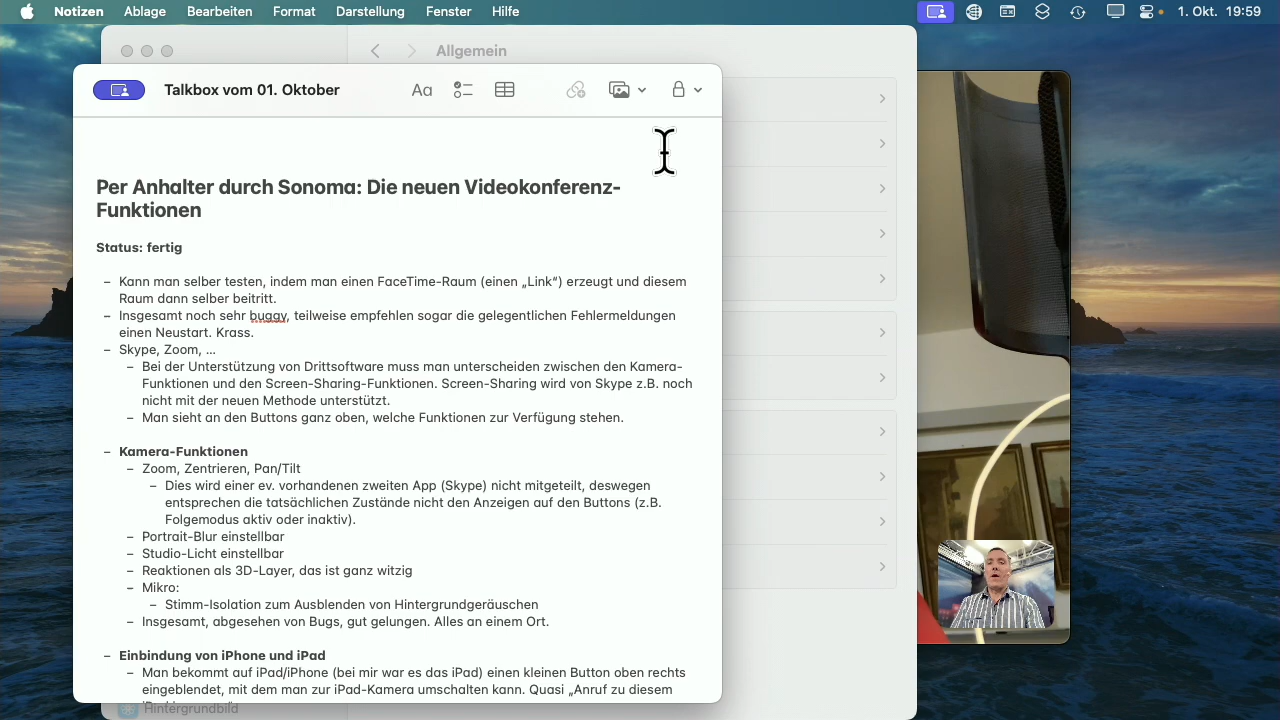 Notizen Ablage Bearbeiten Format Darstellung Fenster Hilfe 1. Okt. 19:59
Allgemein
Talkbox vom 01. Oktober Aa
Per Anhalter durch Sonoma: Die neuen Videokonferenz-
Funktionen
Status: fertig
– Kann man selber testen, indem man einen FaceTime-Raum (einen „Link“) erzeugt und diesem
Raum dann selber beitritt.
– Insgesamt noch sehr buggy, teilweise empfehlen sogar die gelegentlichen Fehlermeldungen
einen Neustart. Krass.
– Skype, Zoom, ...
– Bei der Unterstützung von Drittsoftware muss man unterscheiden zwischen den Kamera-
Funktionen und den Screen-Sharing-Funktionen. Screen-Sharing wird von Skype z.B. noch
nicht mit der neuen Methode unterstützt.
– Man sieht an den Buttons ganz oben, welche Funktionen zur Verfügung stehen.
– Kamera-Funktionen
– Zoom, Zentrieren, Pan/Tilt
– Dies wird einer ev. vorhandenen zweiten App (Skype) nicht mitgeteilt, deswegen
entsprechen die tatsächlichen Zustände nicht den Anzeigen auf den Buttons (z.B.
Folgemodus aktiv oder inaktiv).
– Portrait-Blur einstellbar
– Studio-Licht einstellbar
– Reaktionen als 3D-Layer, das ist ganz witzig
– Mikro:
– Stimm-Isolation zum Ausblenden von Hintergrundgeräuschen
– Insgesamt, abgesehen von Bugs, gut gelungen. Alles an einem Ort.
– Einbindung von iPhone und iPad
– Man bekommt auf iPad/iPhone (bei mir war es das iPad) einen kleinen Button oben rechts
eingeblendet, mit dem man zur iPad-Kamera umschalten kann. Quasi „Anruf zu diesem
Hintergrundbild